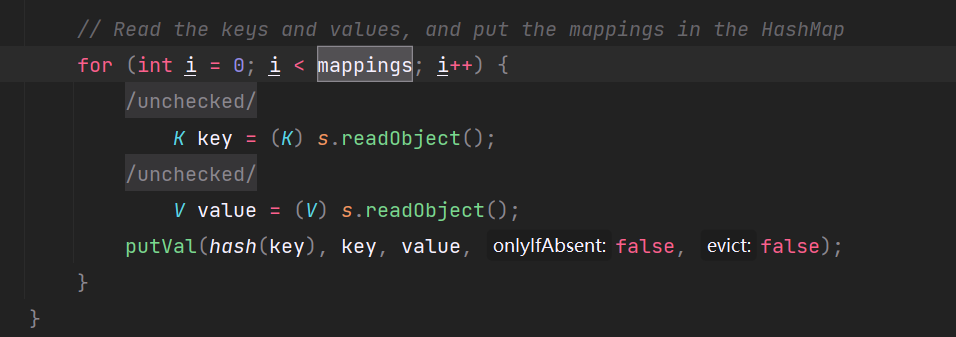 // Read the keys and values, and put the mappings in the HashMap
for (int i = 0; i < mappings; i++) {
/unchecked/
K key = (K) s.readObject();
/unchecked/
V value = (V) s.readObject();
putVal(hash(key), key, value, onlyIfAbsent: false, evict: false);
}
}